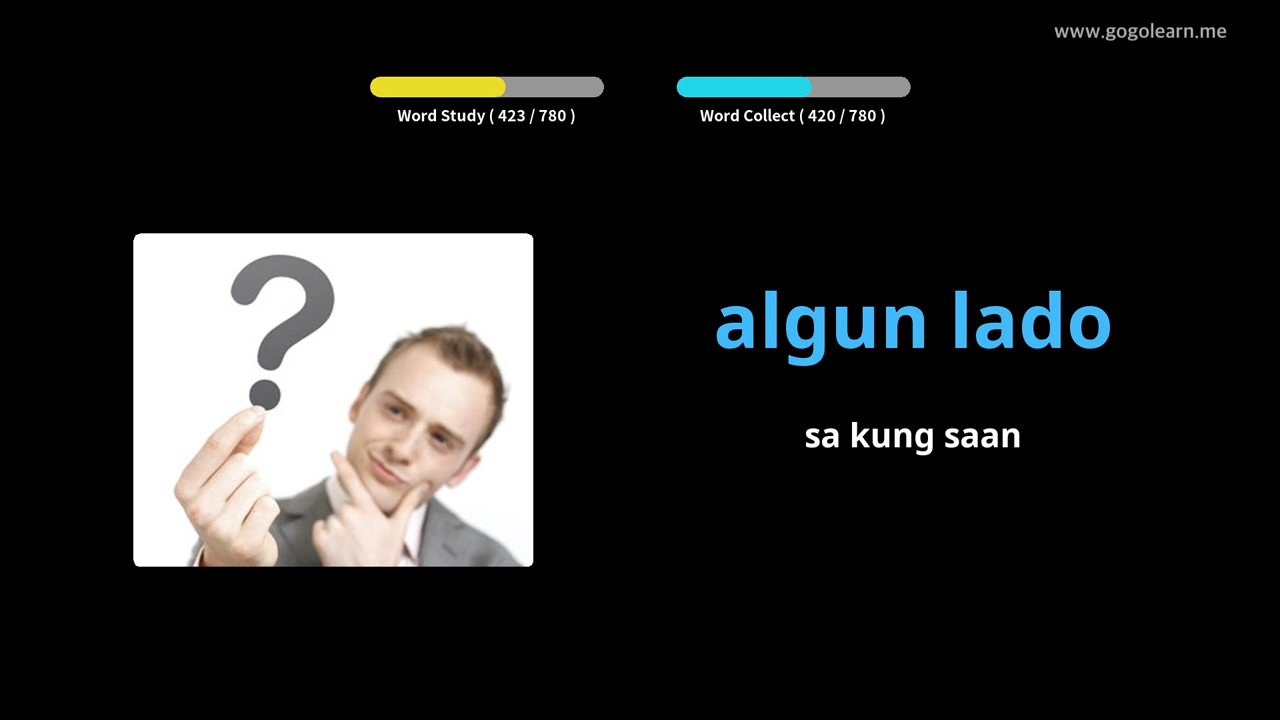 www.gogolearn.me
Word Study ( 423 / 780 )
Word Collect ( 420 / 780 )
algun lado
sa kung saan